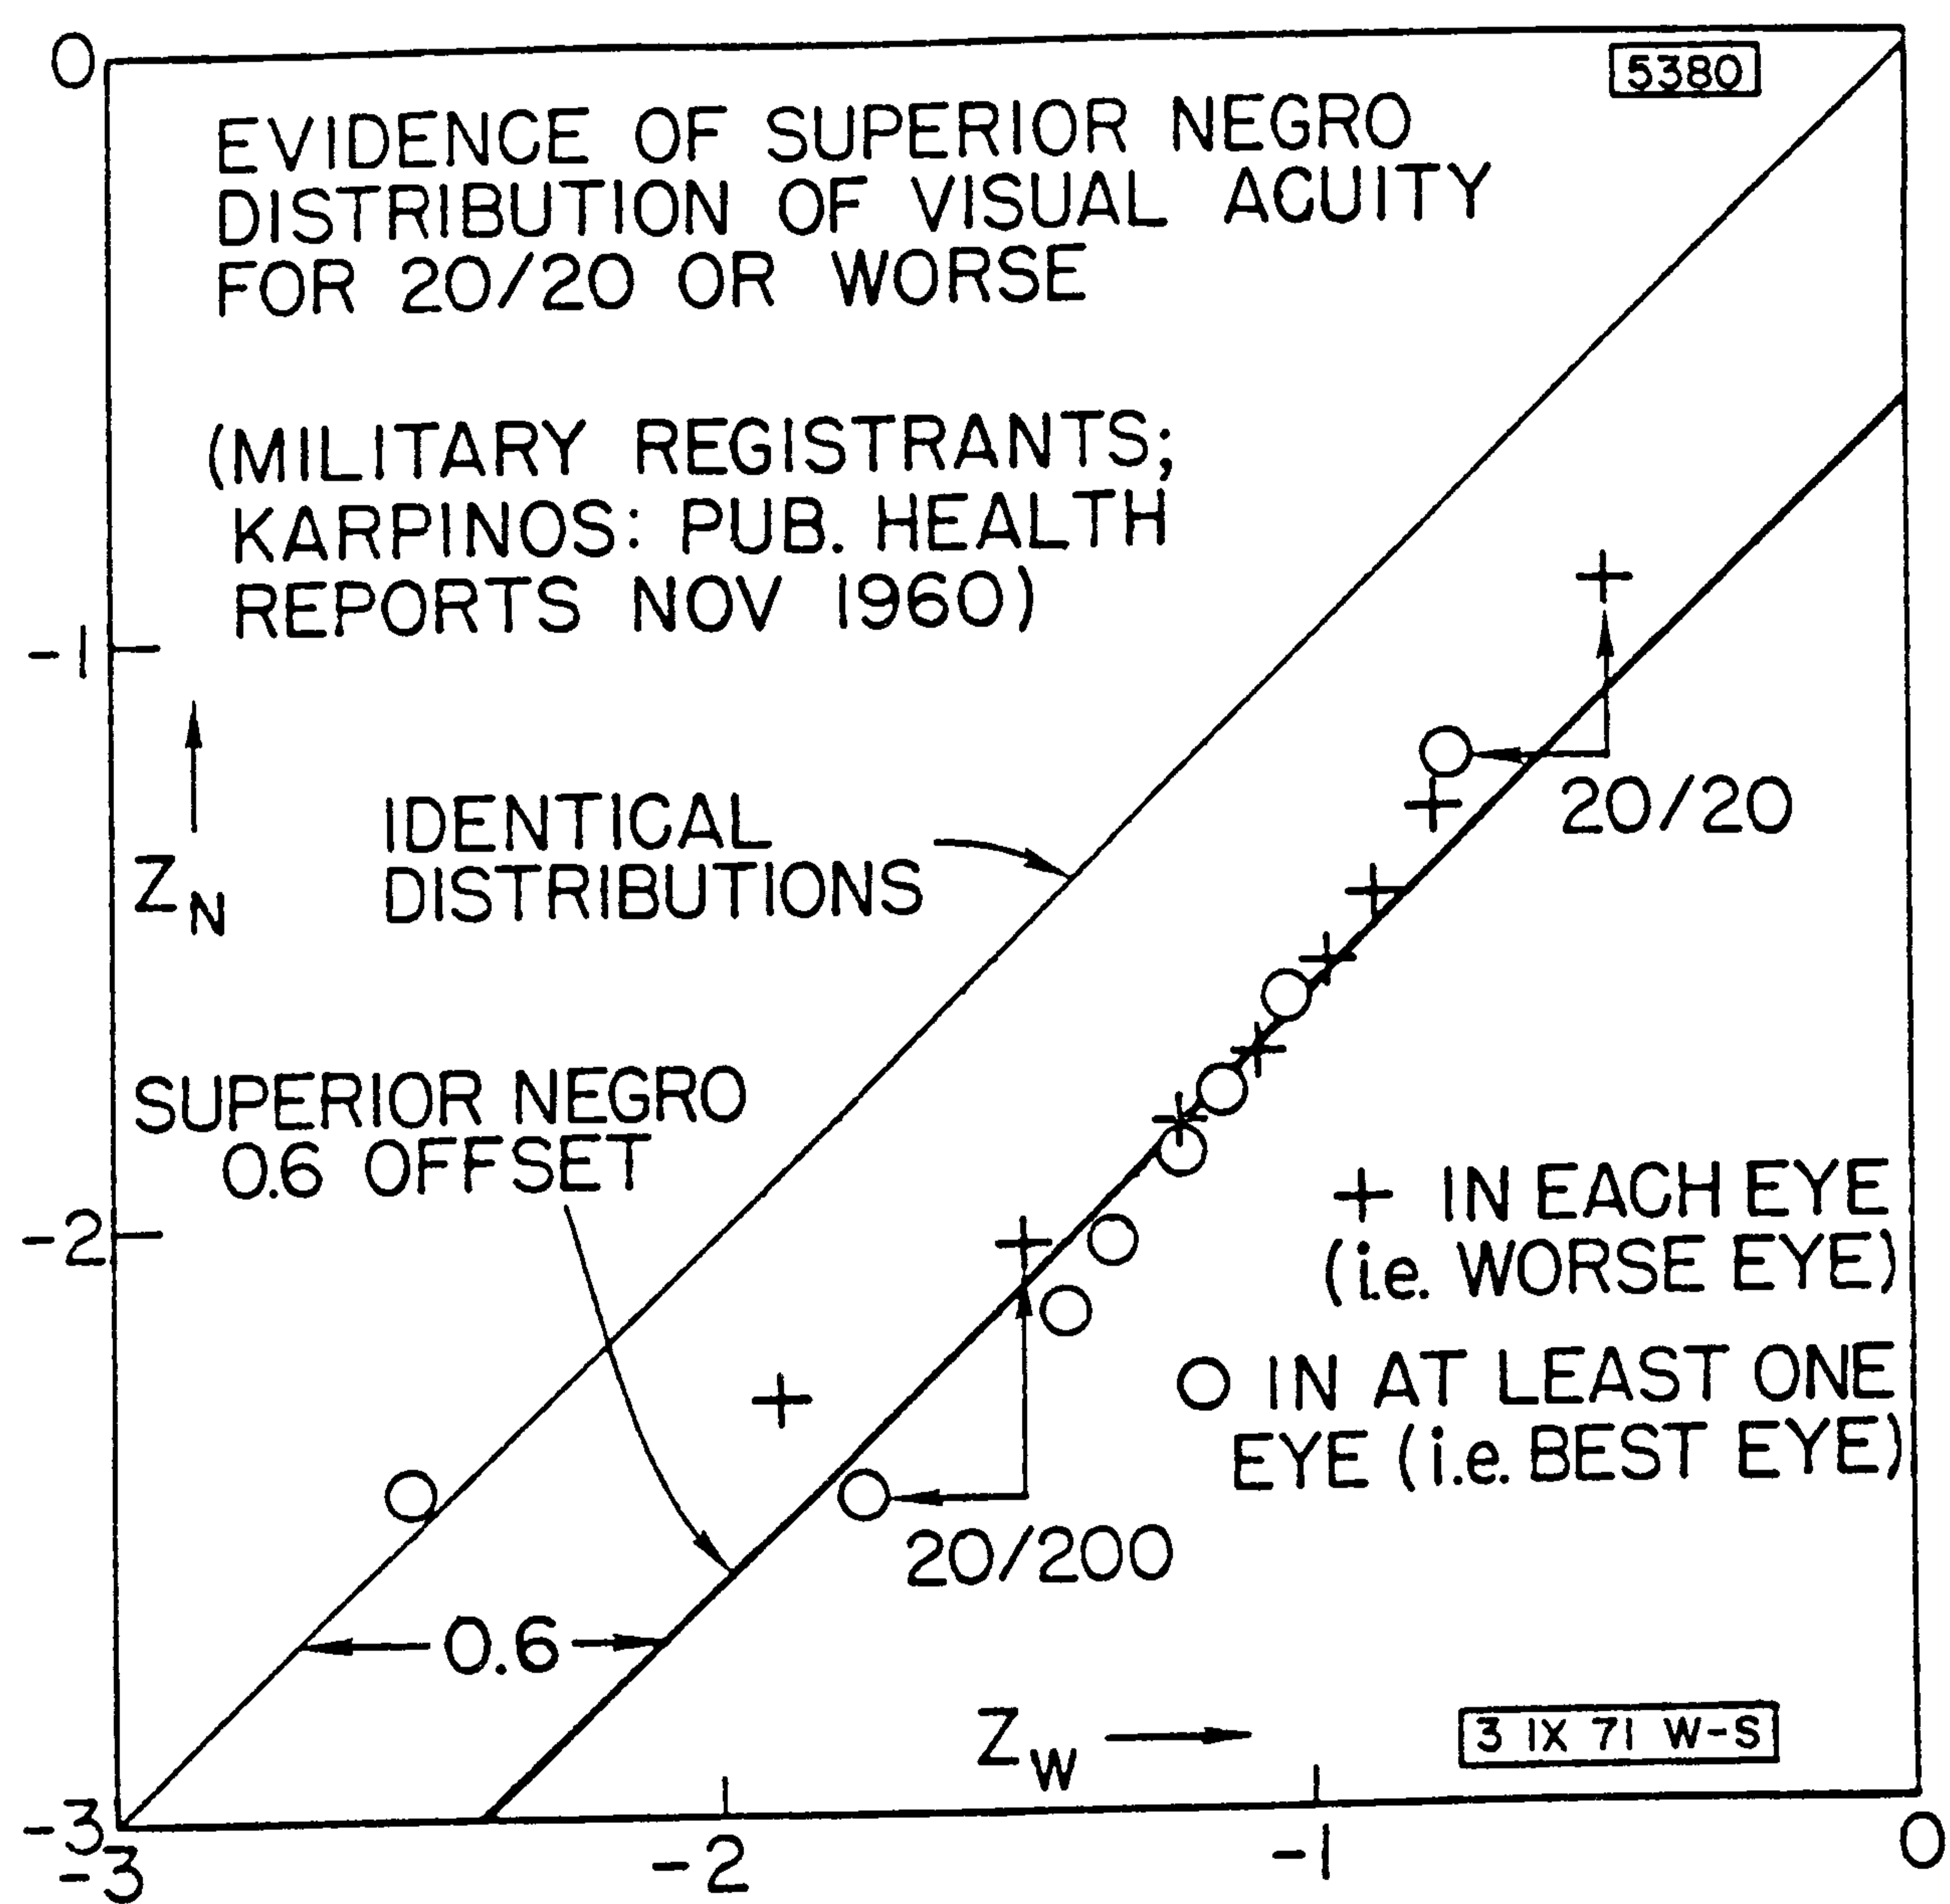 0
5380
EVIDENCE OF SUPERIOR NEGRO
DISTRIBUTION OF VISUAL ACUITY
FOR 20/20 OR WORSE
(MILITARY REGISTRANTS;
KARPINOS: PUB. HEALTH
REPORTS NOV 1960)
-1
ZN
IDENTICAL
DISTRIBUTIONS
20/20
SUPERIOR NEGRO
0.6 OFFSET
-2
+ IN EACH EYE
(i.e. WORSE EYE)
O IN AT LEAST ONE
EYE (i.e. BEST EYE)
20/200
0.6
ZW
3 IX 71 W-S
-3
-3
-2
-1
0